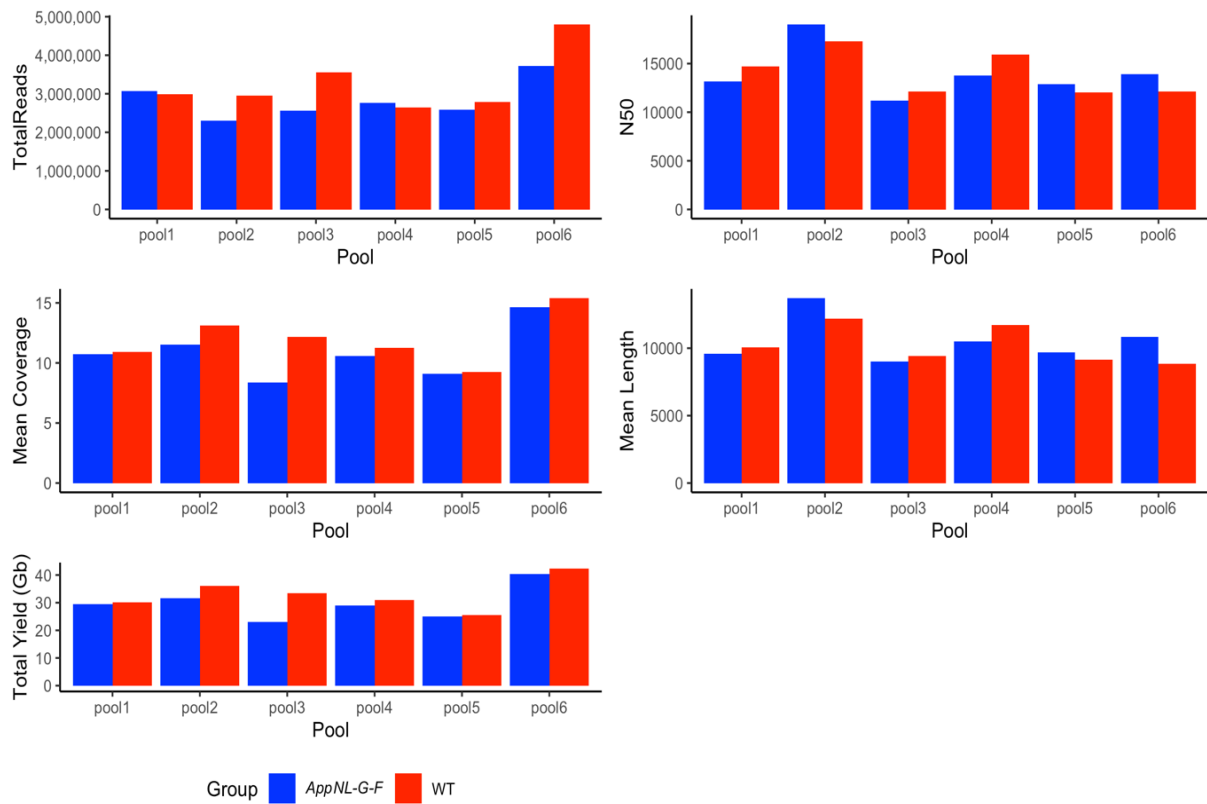 TotalReads
5,000,000
4,000,000
3,000,000
2,000,000
1,000,000
0
pool1 pool2 pool3 pool4 pool5 pool6
Pool
N50
15000
10000
5000
0
pool1 pool2 pool3 pool4 pool5 pool6
Pool
Mean Coverage
15
10
5
0
pool1 pool2 pool3 pool4 pool5 pool6
Pool
Mean Length
10000
5000
0
pool1 pool2 pool3 pool4 pool5 pool6
Pool
Total Yield (Gb)
40
30
20
10
0
pool1 pool2 pool3 pool4 pool5 pool6
Pool
Group AppNL-G-F WT